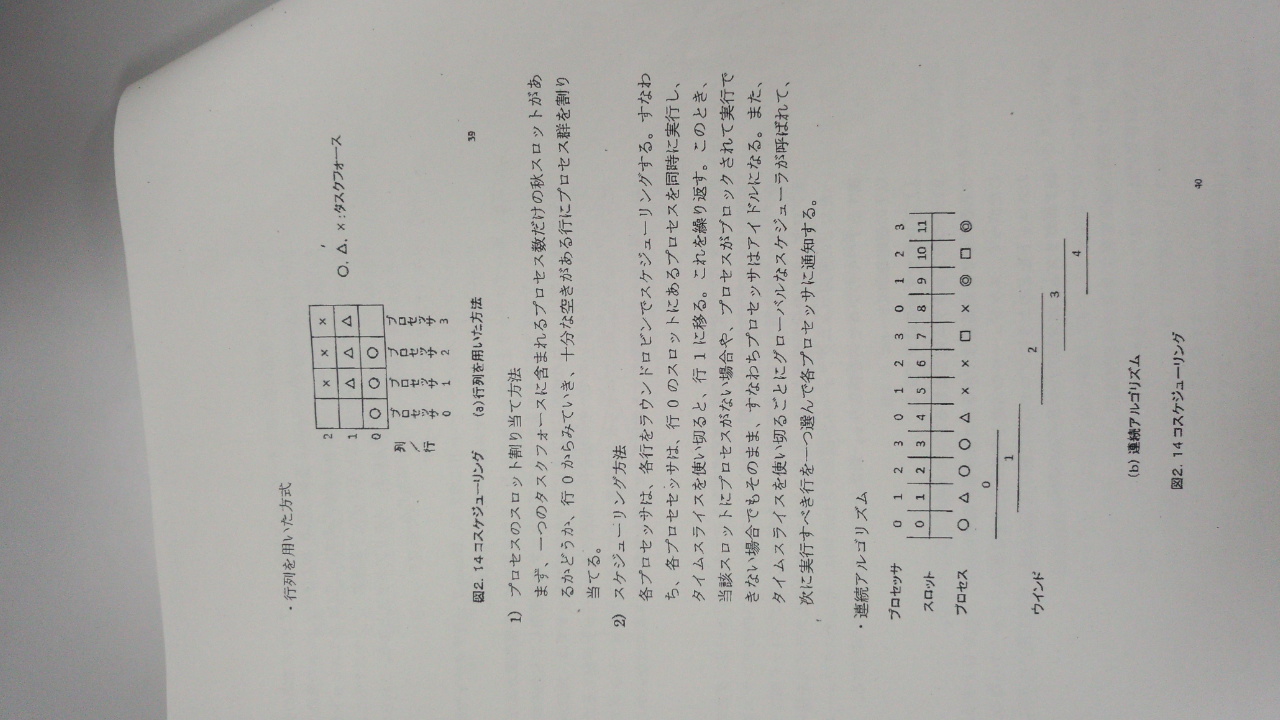 ・行列を用いた方式
2 × × ×
1 △ △ △
0 ○ ○ ○
列／行 プロセッサ0 プロセッサ1 プロセッサ2 プロセッサ3
○, △, ×:タスクフォース
図2. 14コスケジューリング (a)行列を用いた方法
39
1) プロセスのスロット割り当て方法
まず、一つのタスクフォースに含まれるプロセス数だけの秋スロットがあ
るかどうか、行 0 からみていき、十分な空きがある行にプロセス群を割り
当てる。
2) スケジューリング方法
各プロセッサは、各行をラウンドロビンでスケジューリングする。すなわ
ち、各プロセセッサは、行 0 のスロットにあるプロセスを同時に実行し、
タイムスライスを使い切ると、行 1 に移る。これを繰り返す。このとき、
当該スロットにプロセスがない場合や、プロセスがブロックされて実行で
きない場合でもそのまま、すなわちプロセッサはアイドルになる。また、
タイムスライスを使い切るごとにグローバルなスケジューラが呼ばれて、
次に実行すべき行を一つ選んで各プロセッサに通知する。
・連続アルゴリズム
プロセッサ 0 1 2 3 0 1 2 3 0 1 2 3
スロット 0 1 2 3 4 5 6 7 8 9 10 11
プロセス ○ △ ○ ○ △ × × □ × ◎ □ ◎
0
1
ウインド 2
3
4
(b) 連続アルゴリズム
図2. 14コスケジューリング
40